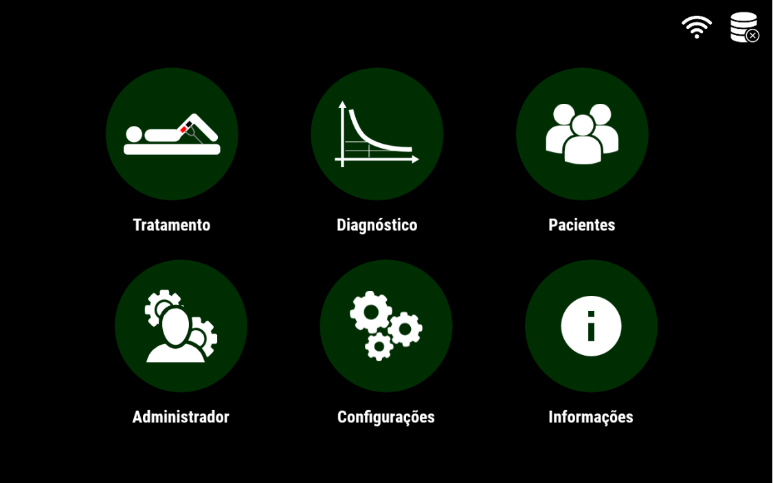 Tratamento
Diagnóstico
Pacientes
Administrador
Configurações
Informações